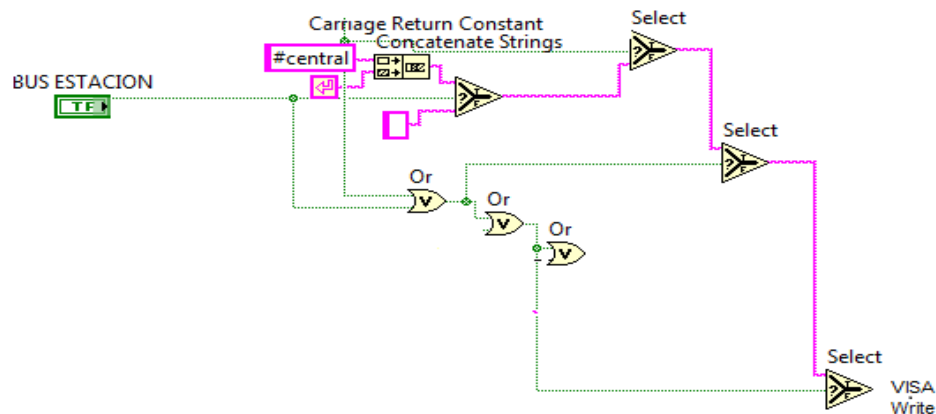 Carriage Return Constant
Select
Concatenate Strings
#central
BUS ESTACION
TF
Select
Or
Or
Or
Select
VISA
Write